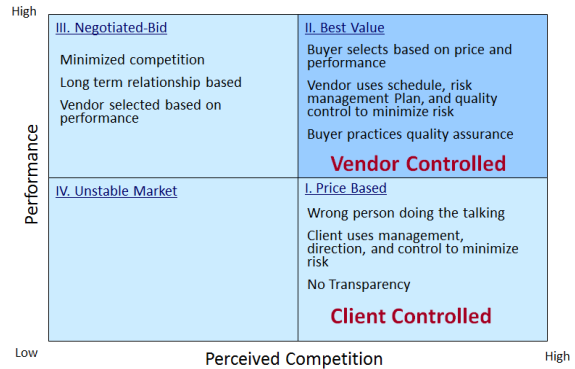 High
III. Negotiated-Bid
Minimized competition
Long term relationship based
Vendor selected based on
performance
II. Best Value
Buyer selects based on price and
performance
Vendor uses schedule, risk
management Plan, and quality
control to minimize risk
Buyer practices quality assurance
Vendor Controlled
Performance
IV. Unstable Market
I. Price Based
Wrong person doing the talking
Client uses management,
direction, and control to minimize
risk
No Transparency
Client Controlled
Low
Perceived Competition
High